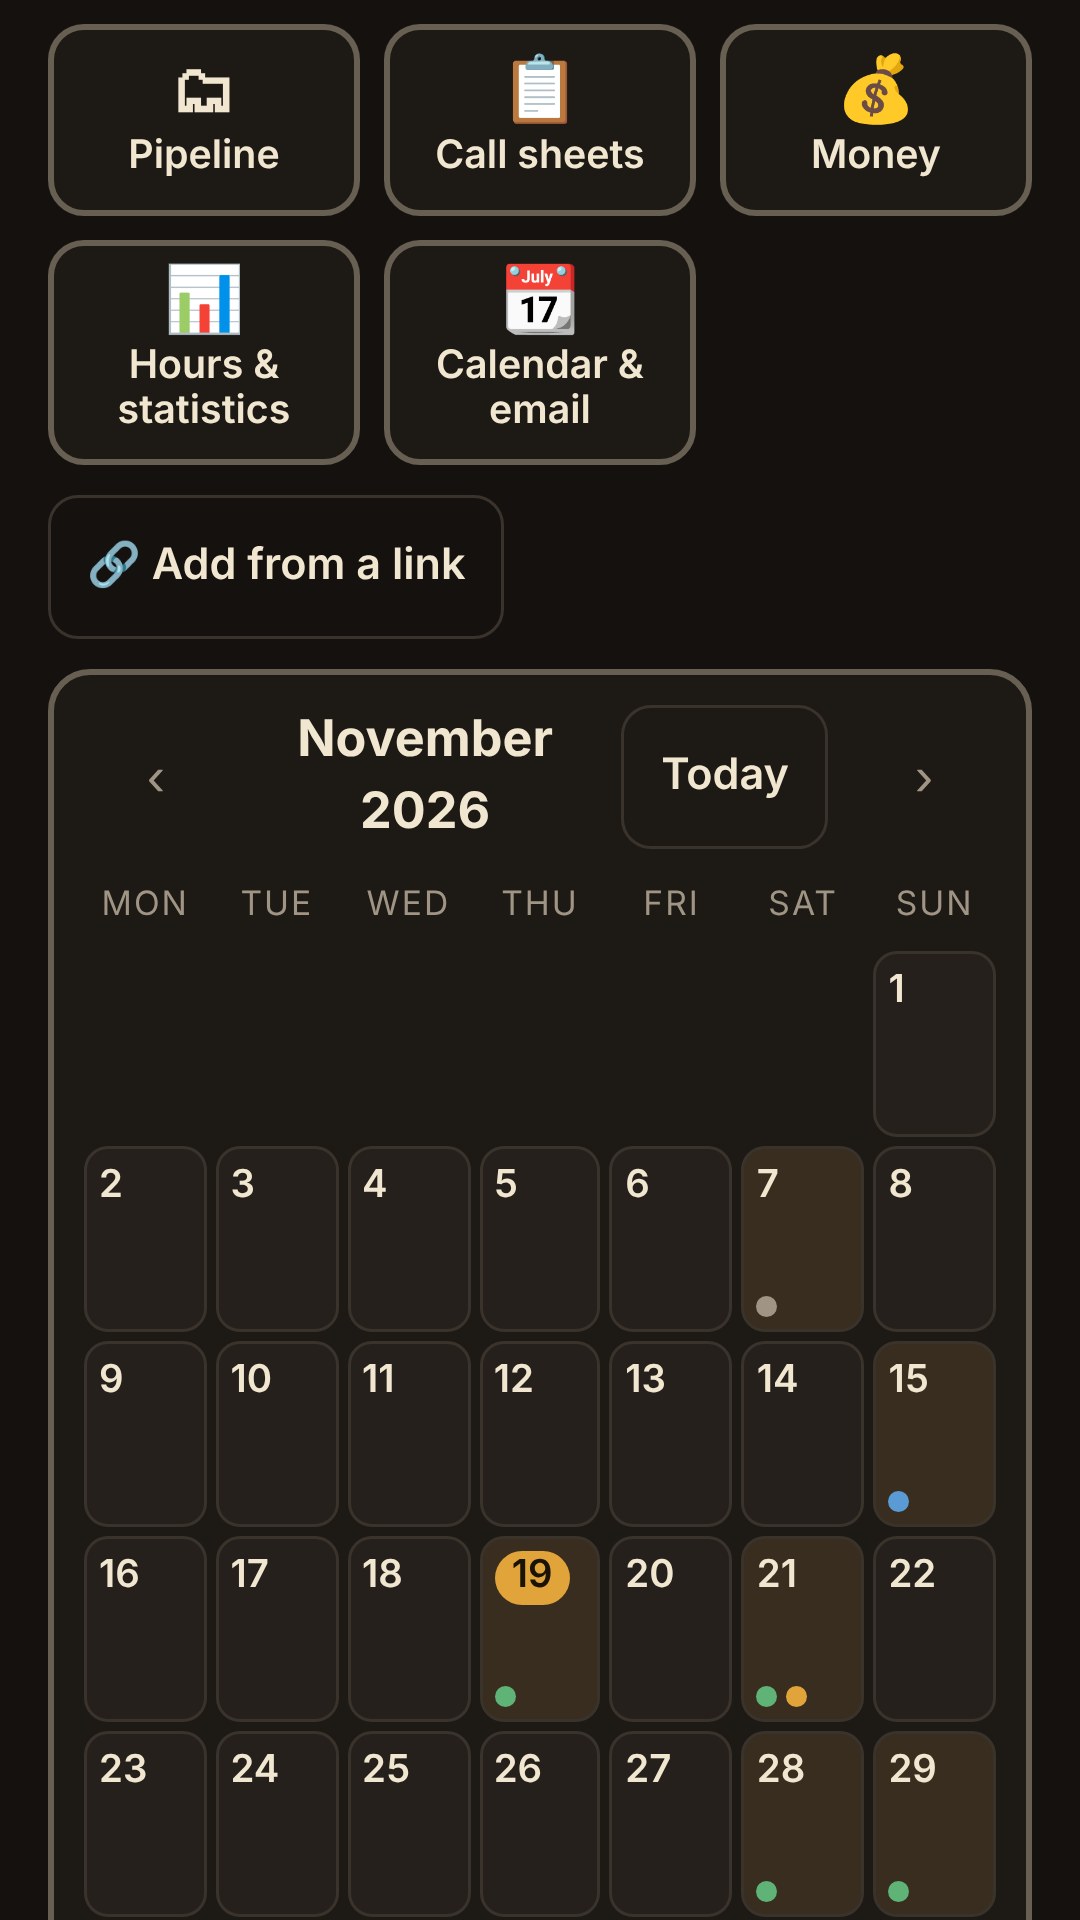 Pipeline
Call sheets
Money
July
17
Hours &
statistics
Calendar &
email
Add from a link
‹
November
2026
Today
›
MON TUE WED THU FRI SAT SUN
1
2 3 4 5 6 7 8
9 10 11 12 13 14 15
16 17 18 19 20 21 22
23 24 25 26 27 28 29